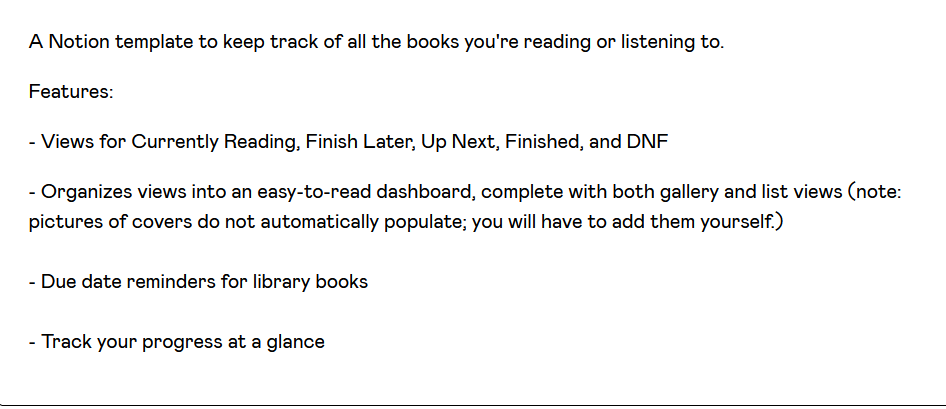 A Notion template to keep track of all the books you're reading or listening to.
Features:
- Views for Currently Reading, Finish Later, Up Next, Finished, and DNF
- Organizes views into an easy-to-read dashboard, complete with both gallery and list views (note:
pictures of covers do not automatically populate; you will have to add them yourself.)
- Due date reminders for library books
- Track your progress at a glance